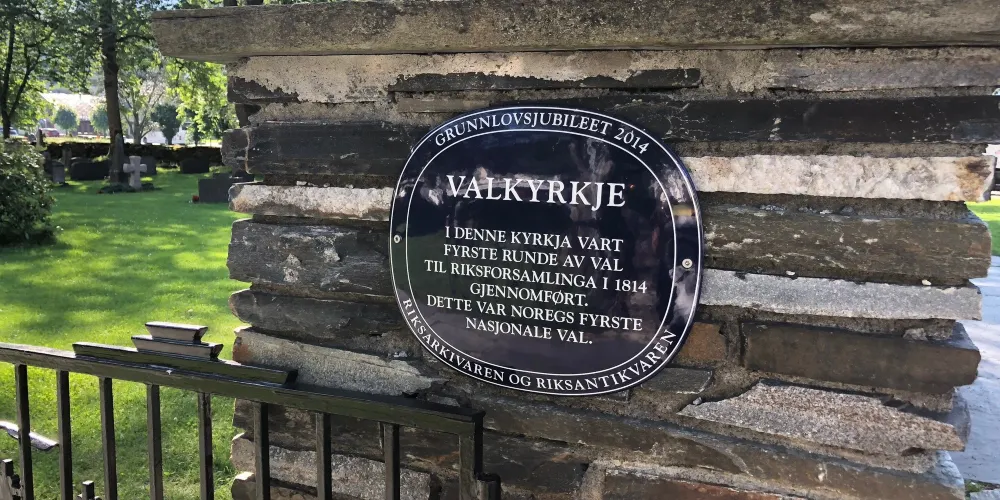 GRUNNLOVSJUBILEET 2014
VALKYRKJE
I DENNE KYRKJA VART
FYRSTE RUNDE AV VAL
TIL RIKSFORSAMLINGA I 1814
GJENNOMFØRT.
DETTE VAR NOREGS FYRSTE
NASJONALE VAL.
RIKSARKIVAREN OG RIKSANTIKVAREN